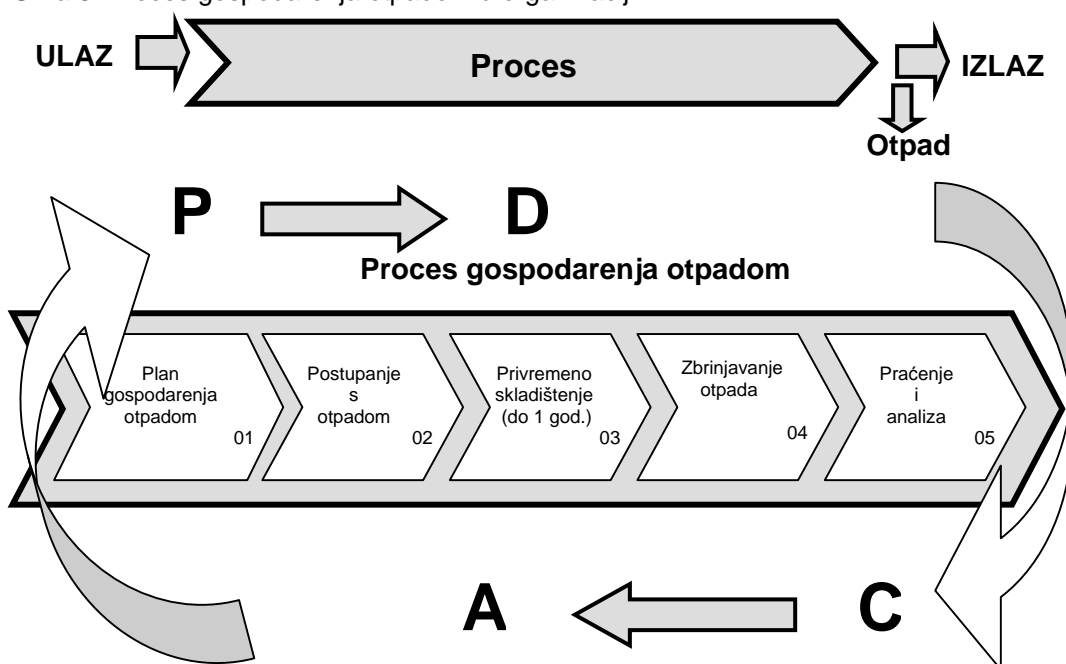 ULAZ
Proces
IZLAZ
Otpad
P
D
Proces gospodarenja otpadom
Plan
gospodarenja
otpadom
01
Postupanje
s
otpadom
02
Privremeno
skladištenje
(do 1 god.)
03
Zbrinjavanje
otpada
04
Praćenje
i
analiza
05
A
C